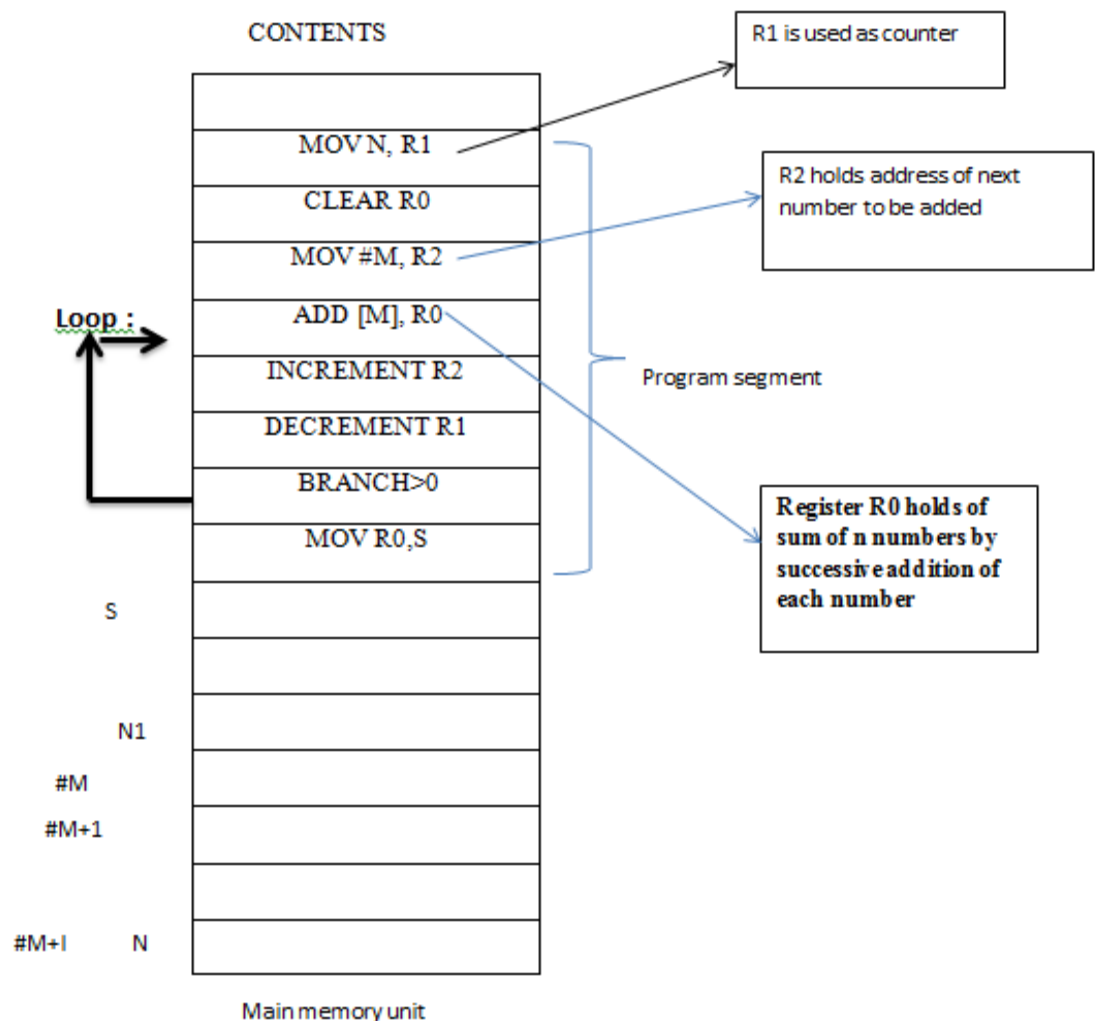 CONTENTS
R1 is used as counter
MOV N, R1
CLEAR R0
R2 holds address of next
number to be added
MOV #M, R2
Loop :
ADD [M], R0
INCREMENT R2
Program segment
DECREMENT R1
BRANCH>0
MOV R0,S
Register R0 holds of
sum of n numbers by
successive addition of
each number
S
N1
#M
#M+1
#M+I N
Main memory unit